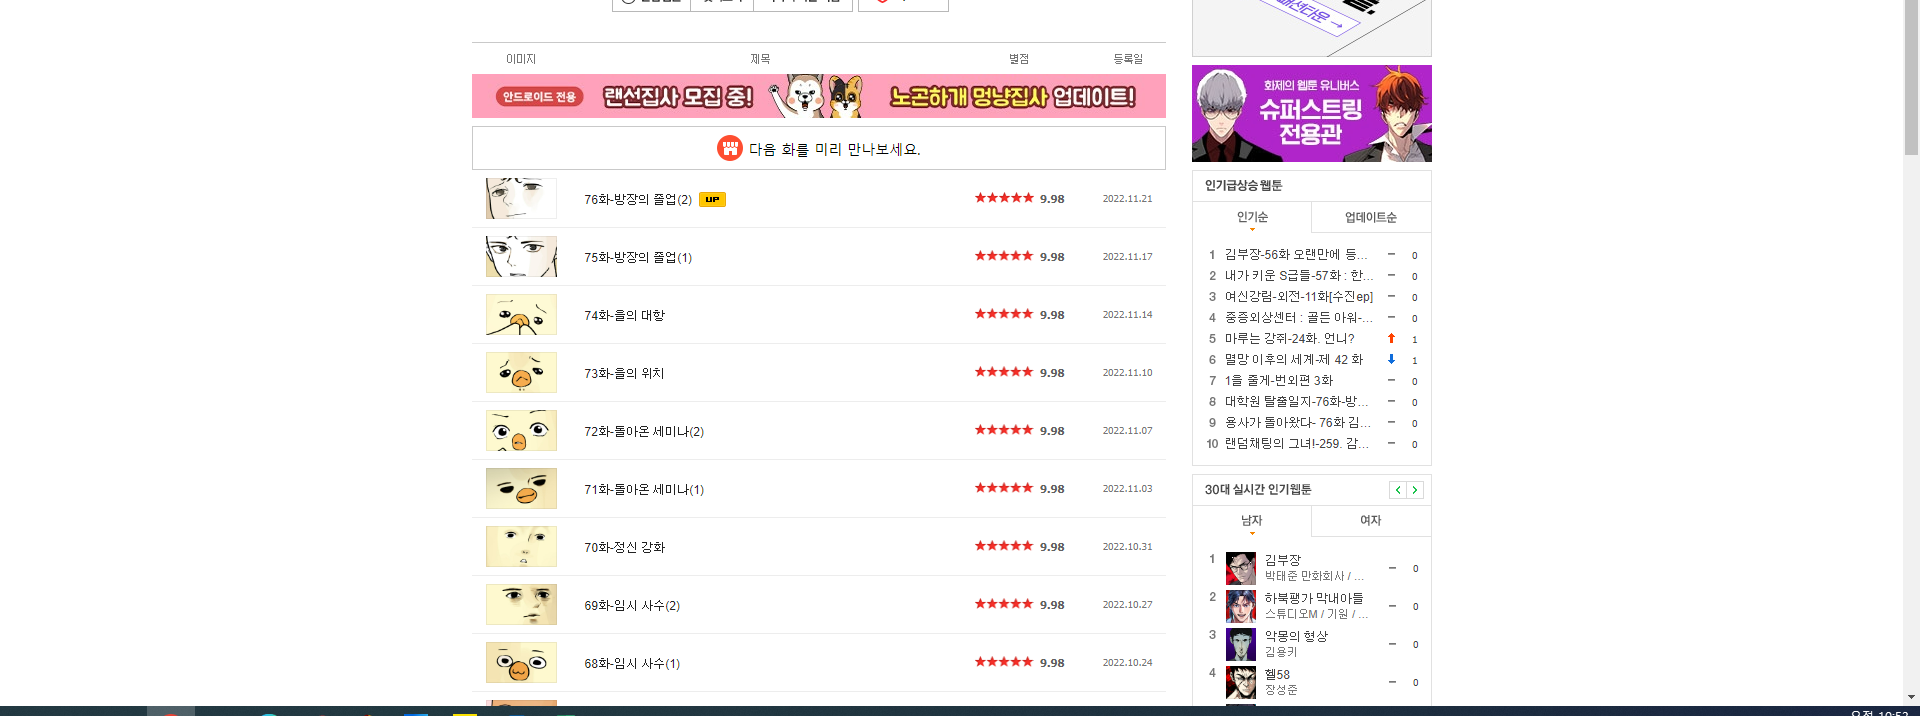 이미지 제목 별점 등록일
안드로이드 전용 랜선집사 모집 중! 노곤하개 멍냥집사 업데이트!
다음 화를 미리 만나보세요.
76화-방장의 졸업(2) UP ★★★★★ 9.98 2022.11.21
75화-방장의 졸업(1) ★★★★★ 9.98 2022.11.17
74화-을의 대항 ★★★★★ 9.98 2022.11.14
73화-을의 위치 ★★★★★ 9.98 2022.11.10
72화-돌아온 세미나(2) ★★★★★ 9.98 2022.11.07
71화-돌아온 세미나(1) ★★★★★ 9.98 2022.11.03
70화-정신 강화 ★★★★★ 9.98 2022.10.31
69화-임시 사수(2) ★★★★★ 9.98 2022.10.27
68화-임시 사수(1) ★★★★★ 9.98 2022.10.24
패션타운 →
화제의 웹툰 유니버스
슈퍼스트링
전용관
인기급상승 웹툰
인기순 업데이트순
1 김부장-56화 오랜만에 등... 0
2 내가 키운 S급들-57화 : 한... 0
3 여신강림-외전-11화[수진ep] 0
4 중증외상센터 : 골든 아워-... 0
5 마루는 강쥐-24화. 언니? 1
6 멸망 이후의 세계-제 42 화 1
7 1을 줄게-번외편 3화 0
8 대학원 탈출일지-76화-방... 0
9 용사가 돌아왔다- 76화 김... 0
10 랜덤채팅의 그녀!-259. 감... 0
30대 실시간 인기웹툰
남자 여자
1 김부장 0
박태준 만화회사 / ...
2 하북팽가 막내아들 0
스튜디오M / 기원 / ...
3 악몽의 형상 0
김용키
4 헬58 0
장성준